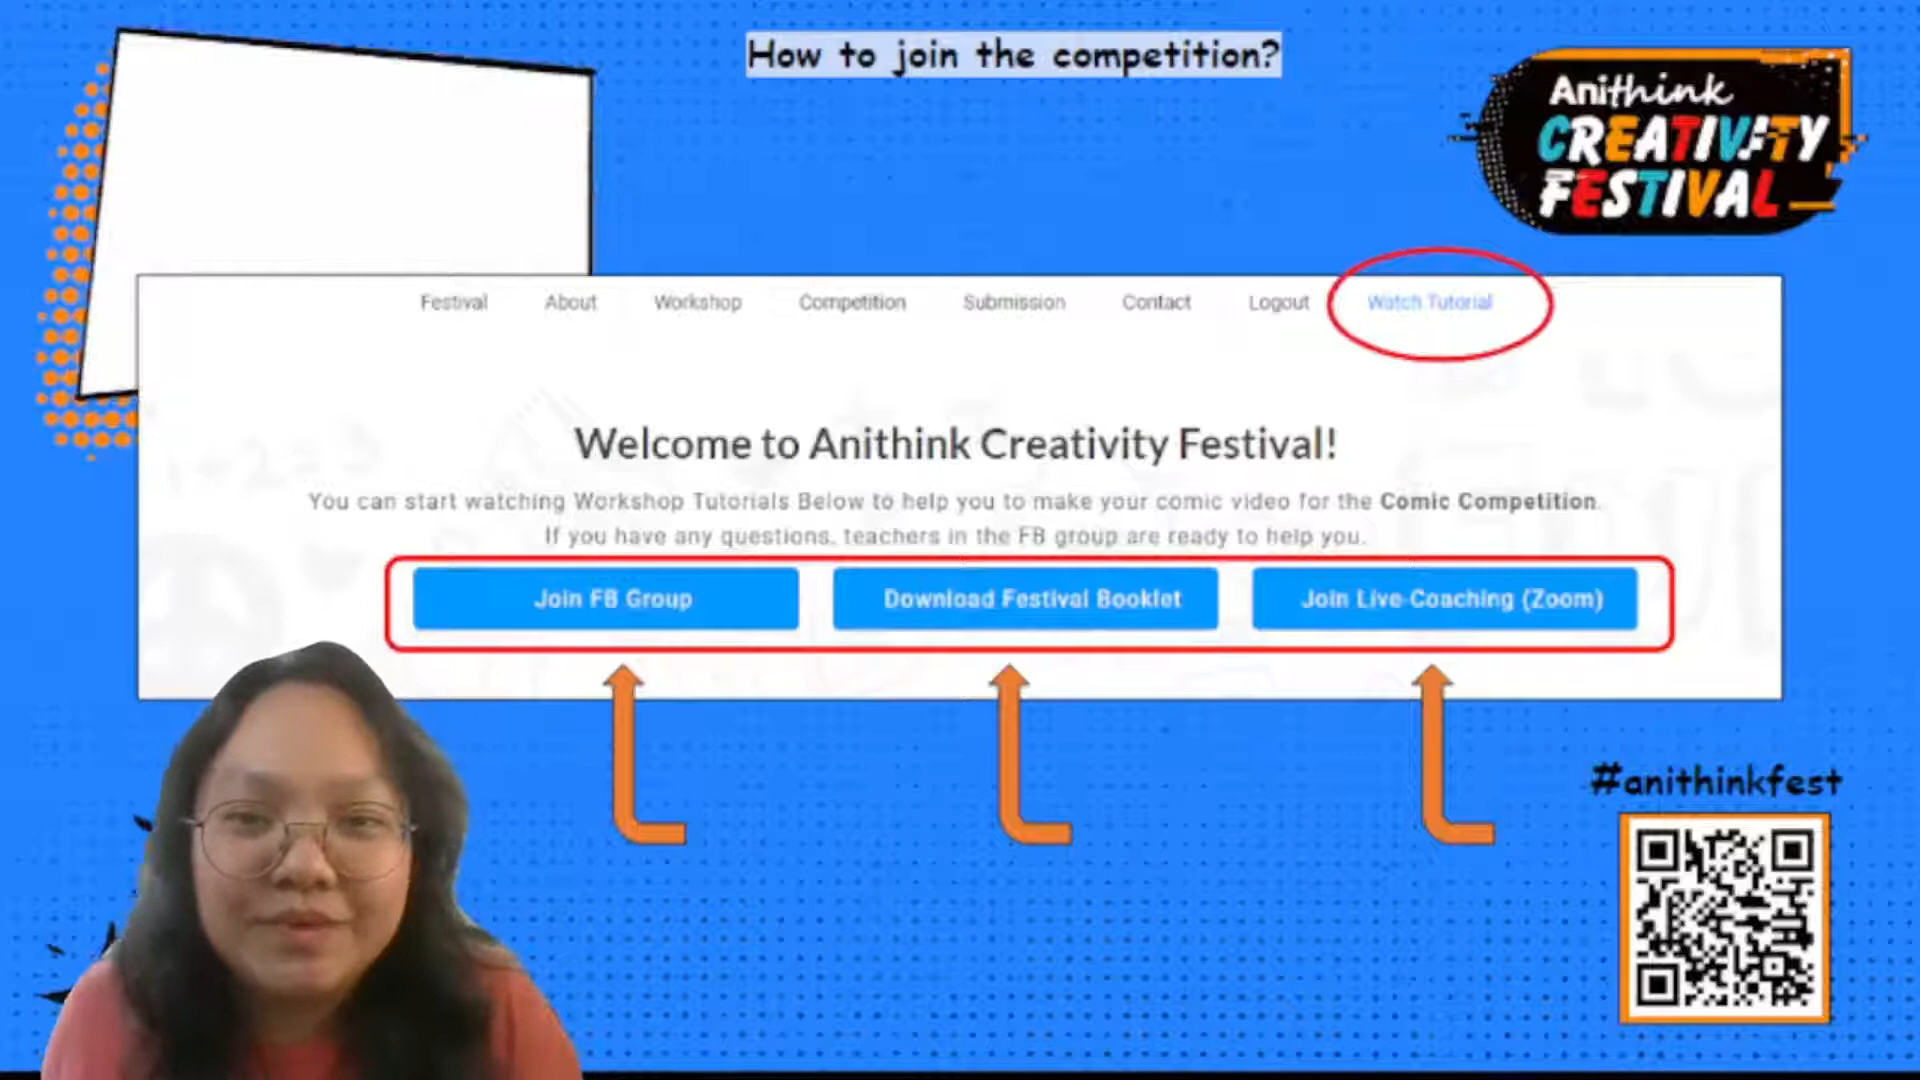 How to join the competition?
Anithink
CREATIVITY
FESTIVAL
Festival About Workshop Competition Submission Contact Logout Watch Tutorial
Welcome to Anithink Creativity Festival!
You can start watching Workshop Tutorials Below to help you to make your comic video for the Comic Competition.
If you have any questions, teachers in the FB group are ready to help you.
Join FB Group Download Festival Booklet Join Live-Coaching (Zoom)
#anithinkfest